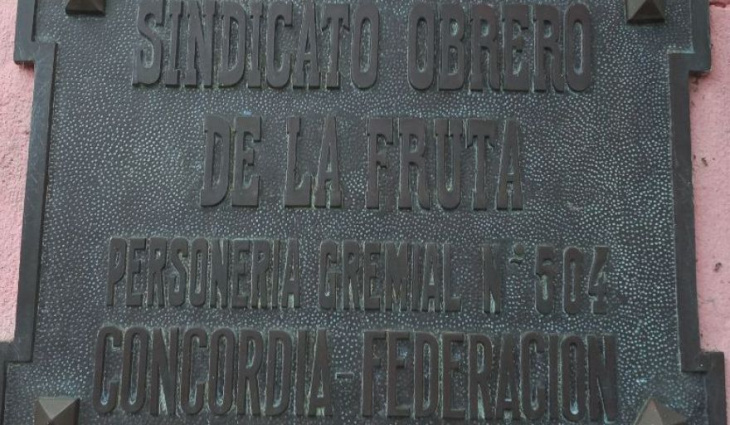 SINDICATO OBRERO
DE LA FRUTA
PERSONERIA GREMIAL N° 504
CONCORDIA-FEDERACION